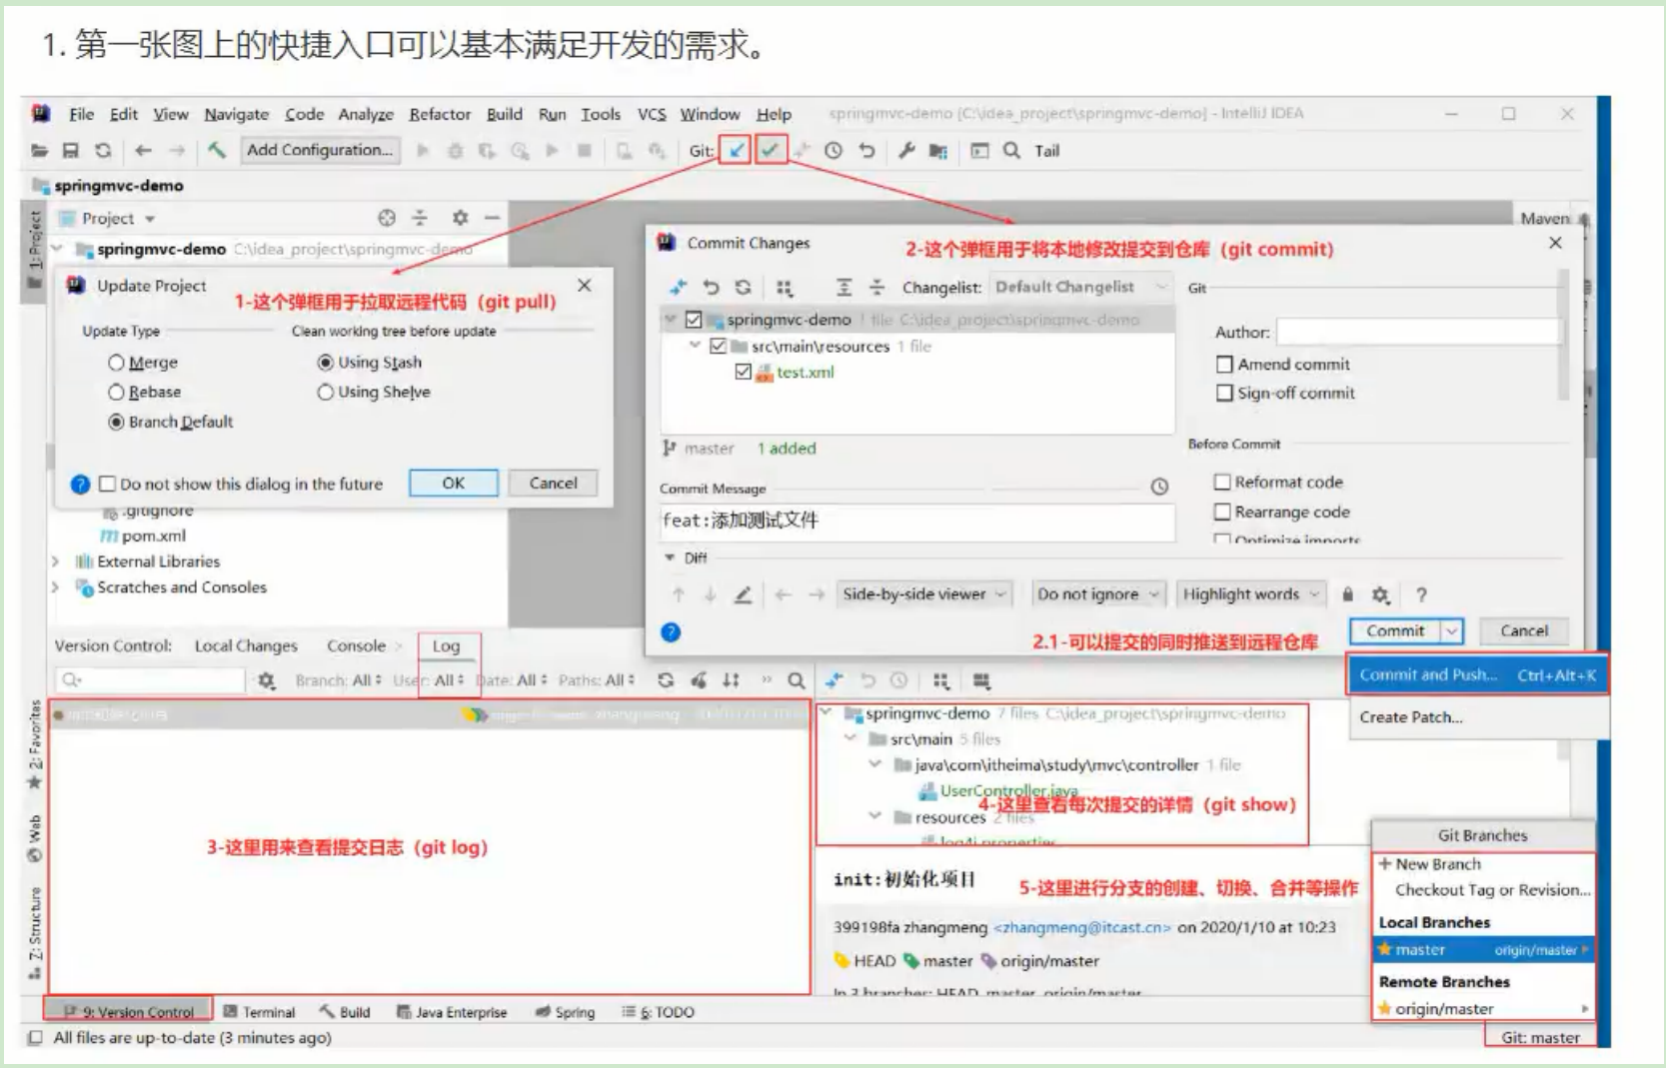 1. 第一张图上的快捷入口可以基本满足开发的需求。
File Edit View Navigate Code Analyze Refactor Build Run Tools VCS Window Help springmvc-demo [C:\idea_project\springmvc-demo] - IntelliJ IDEA
Add Configuration... Git: Tail
springmvc-demo
1: Project
Project
Maven
springmvc-demo C:\idea_project\springmvc-demo
Update Project
1-这个弹框用于拉取远程代码（git pull）
Update Type
Clean working tree before update
Merge
Using Stash
Rebase
Using Shelve
Branch Default
Do not show this dialog in the future
OK
Cancel
.gitignore
pom.xml
External Libraries
Scratches and Consoles
Commit Changes
2-这个弹框用于将本地修改提交到仓库（git commit）
Changelist: Default Changelist
Git
springmvc-demo 1 file C:\idea_project\springmvc-demo
src\main\resources 1 file
test.xml
Author:
Amend commit
Sign-off commit
master 1 added
Before Commit
Commit Message
Reformat code
feat:添加测试文件
Rearrange code
Optimize imports
Diff
Side-by-side viewer
Do not ignore
Highlight words
?
2.1-可以提交的同时推送到远程仓库
Commit
Cancel
Commit and Push... Ctrl+Alt+K
Create Patch...
Version Control: Local Changes Console Log
Branch: All User: All Date: All Paths: All
2: Favorites
Web
Z: Structure
3-这里用来查看提交日志（git log）
springmvc-demo 7 files C:\idea_project\springmvc-demo
src\main 5 files
java\com\itheima\study\mvc\controller 1 file
UserController.java
4-这里查看每次提交的详情（git show）
resources 2 files
log4j.properties
init:初始化项目
5-这里进行分支的创建、切换、合并等操作
399198fa zhangmeng <zhangmeng@itcast.cn> on 2020/1/10 at 10:23
HEAD master origin/master
In 3 branches: HEAD, master, origin/master
Git Branches
New Branch
Checkout Tag or Revision...
Local Branches
master origin/master
Remote Branches
origin/master
9: Version Control Terminal Build Java Enterprise Spring 6: TODO
All files are up-to-date (3 minutes ago)
Git: master